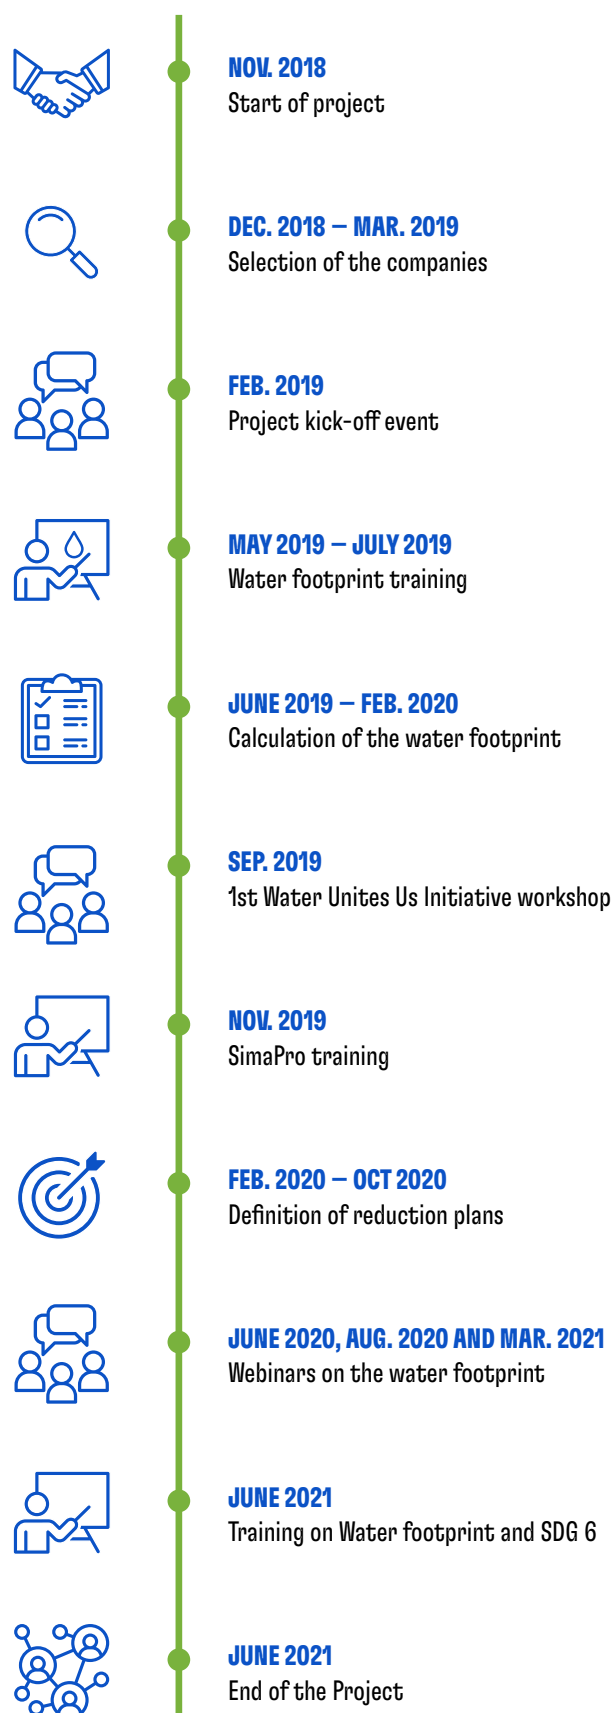 NOV. 2018
Start of project
DEC. 2018 – MAR. 2019
Selection of the companies
FEB. 2019
Project kick-off event
MAY 2019 – JULY 2019
Water footprint training
JUNE 2019 – FEB. 2020
Calculation of the water footprint
SEP. 2019
1st Water Unites Us Initiative workshop
NOV. 2019
SimaPro training
FEB. 2020 – OCT 2020
Definition of reduction plans
JUNE 2020, AUG. 2020 AND MAR. 2021
Webinars on the water footprint
JUNE 2021
Training on Water footprint and SDG 6
JUNE 2021
End of the Project